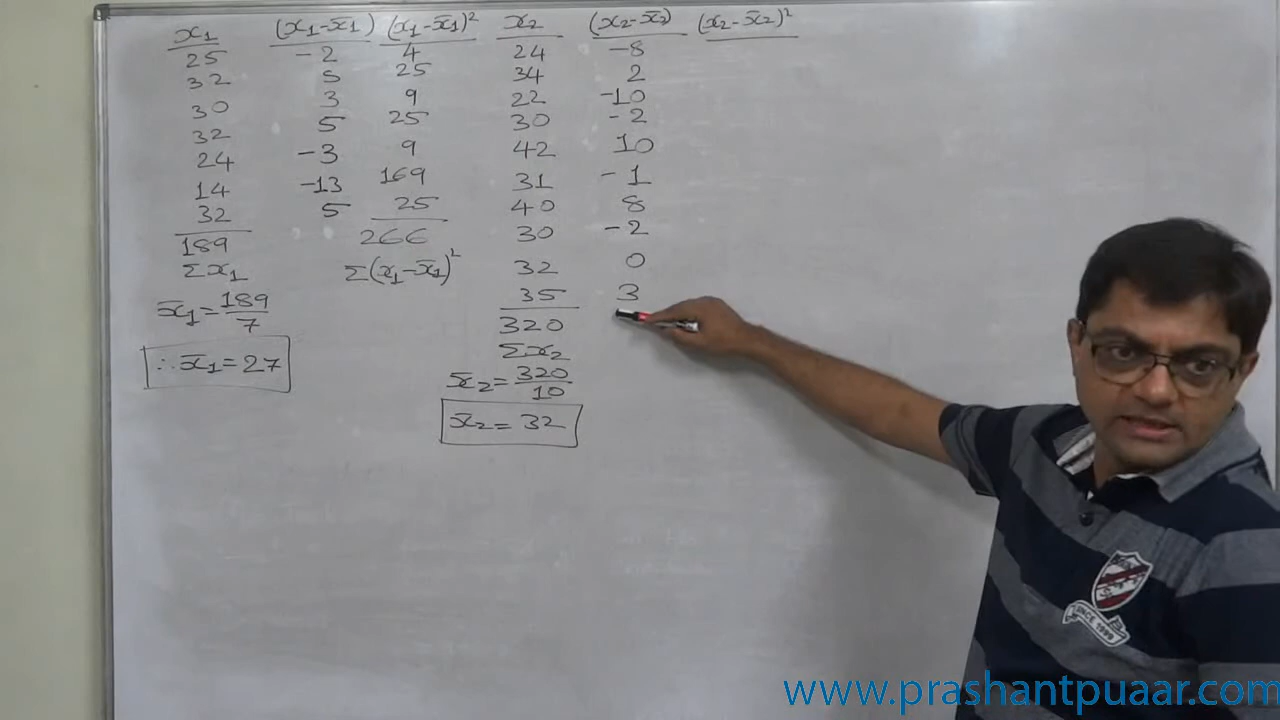 x₁ (x₁-x̄₁) (x₁-x̄₁)² x₂ (x₂-x̄₂) (x₂-x̄₂)²
25 -2 4 24 -8
32 5 25 34 2
30 3 9 22 -10
32 5 25 30 -2
24 -3 9 42 10
14 -13 169 31 -1
32 5 25 40 8
189 266 30 -2
Σx₁ Σ(x₁-x̄₁)² 32 0
x̄₁ = 189/7 35 3
320
∴ x̄₁ = 27 Σx₂
x̄₂ = 320/10
x̄₂ = 32
SINCE 1999
www.prashantpuaar.com